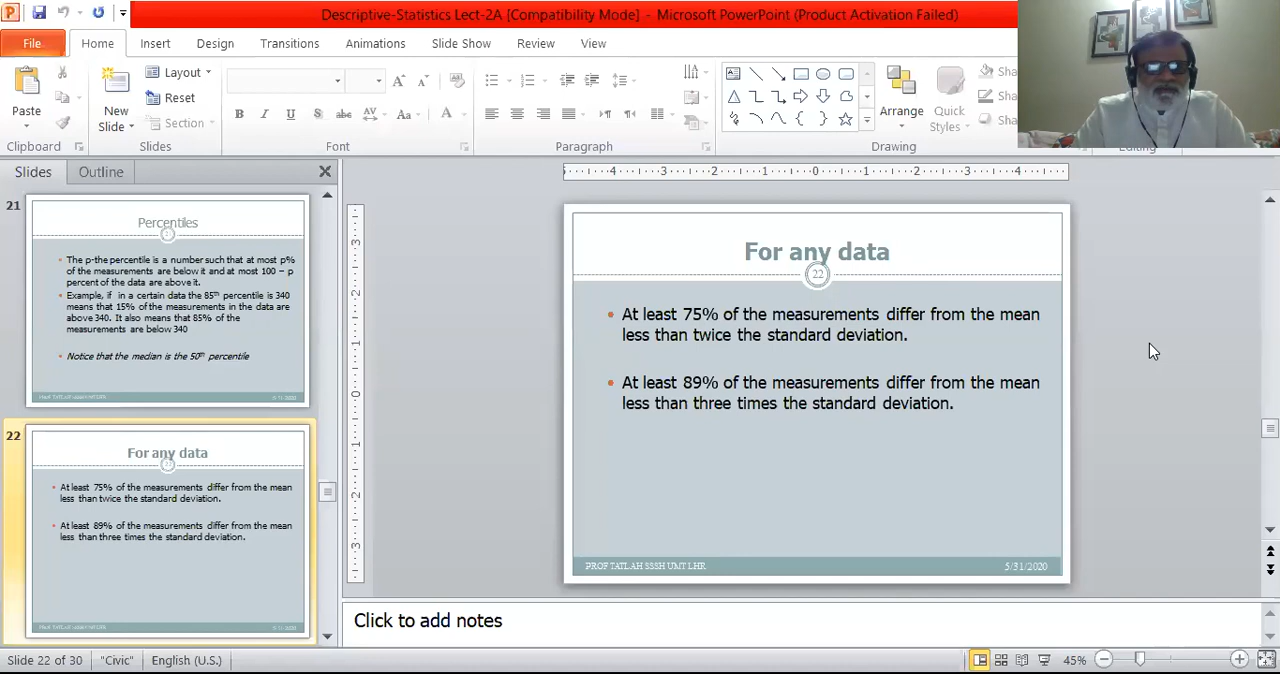 Descriptive-Statistics Lect-2A [Compatibility Mode] - Microsoft PowerPoint (Product Activation Failed)
File Home Insert Design Transitions Animations Slide Show Review View
Paste
New
Slide
Layout
Reset
Section
Arrange
Quick
Styles
Sha
Sha
Sha
Clipboard Slides Font Paragraph Drawing
Slides Outline
21
Percentiles
The p-the percentile is a number such that at most p%
of the measurements are below it and at most 100 – p
percent of the data are above it.
Example, if in a certain data the 85th percentile is 340
means that 15% of the measurements in the data are
above 340. It also means that 85% of the
measurements are below 340
Notice that the median is the 50th percentile
22
For any data
22
At least 75% of the measurements differ from the mean
less than twice the standard deviation.
At least 89% of the measurements differ from the mean
less than three times the standard deviation.
For any data
22
At least 75% of the measurements differ from the mean
less than twice the standard deviation.
At least 89% of the measurements differ from the mean
less than three times the standard deviation.
PROF TATLAH SSSH UMT LHR 5/31/2020
Click to add notes
Slide 22 of 30 "Civic" English (U.S.) 45%